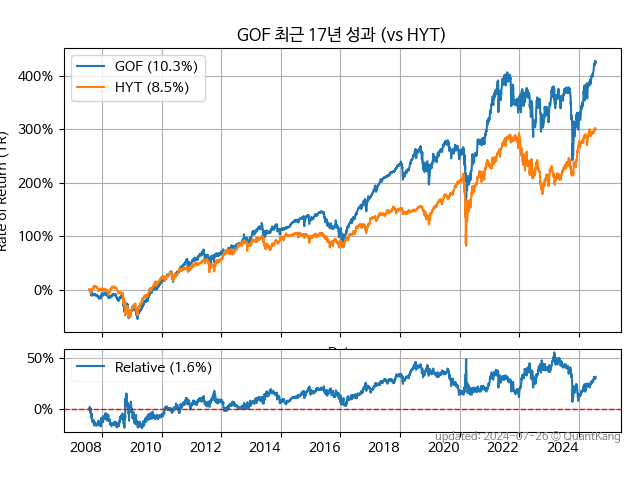 GOF 최근 17년 성과 (vs HYT)
GOF (10.3%)
HYT (8.5%)
400%
300%
200%
100%
0%
Rate of Return (TR)
50%
0%
Relative (1.6%)
2008 2010 2012 2014 2016 2018 2020 2022 2024
updated: 2024-07-26 © QuantKang